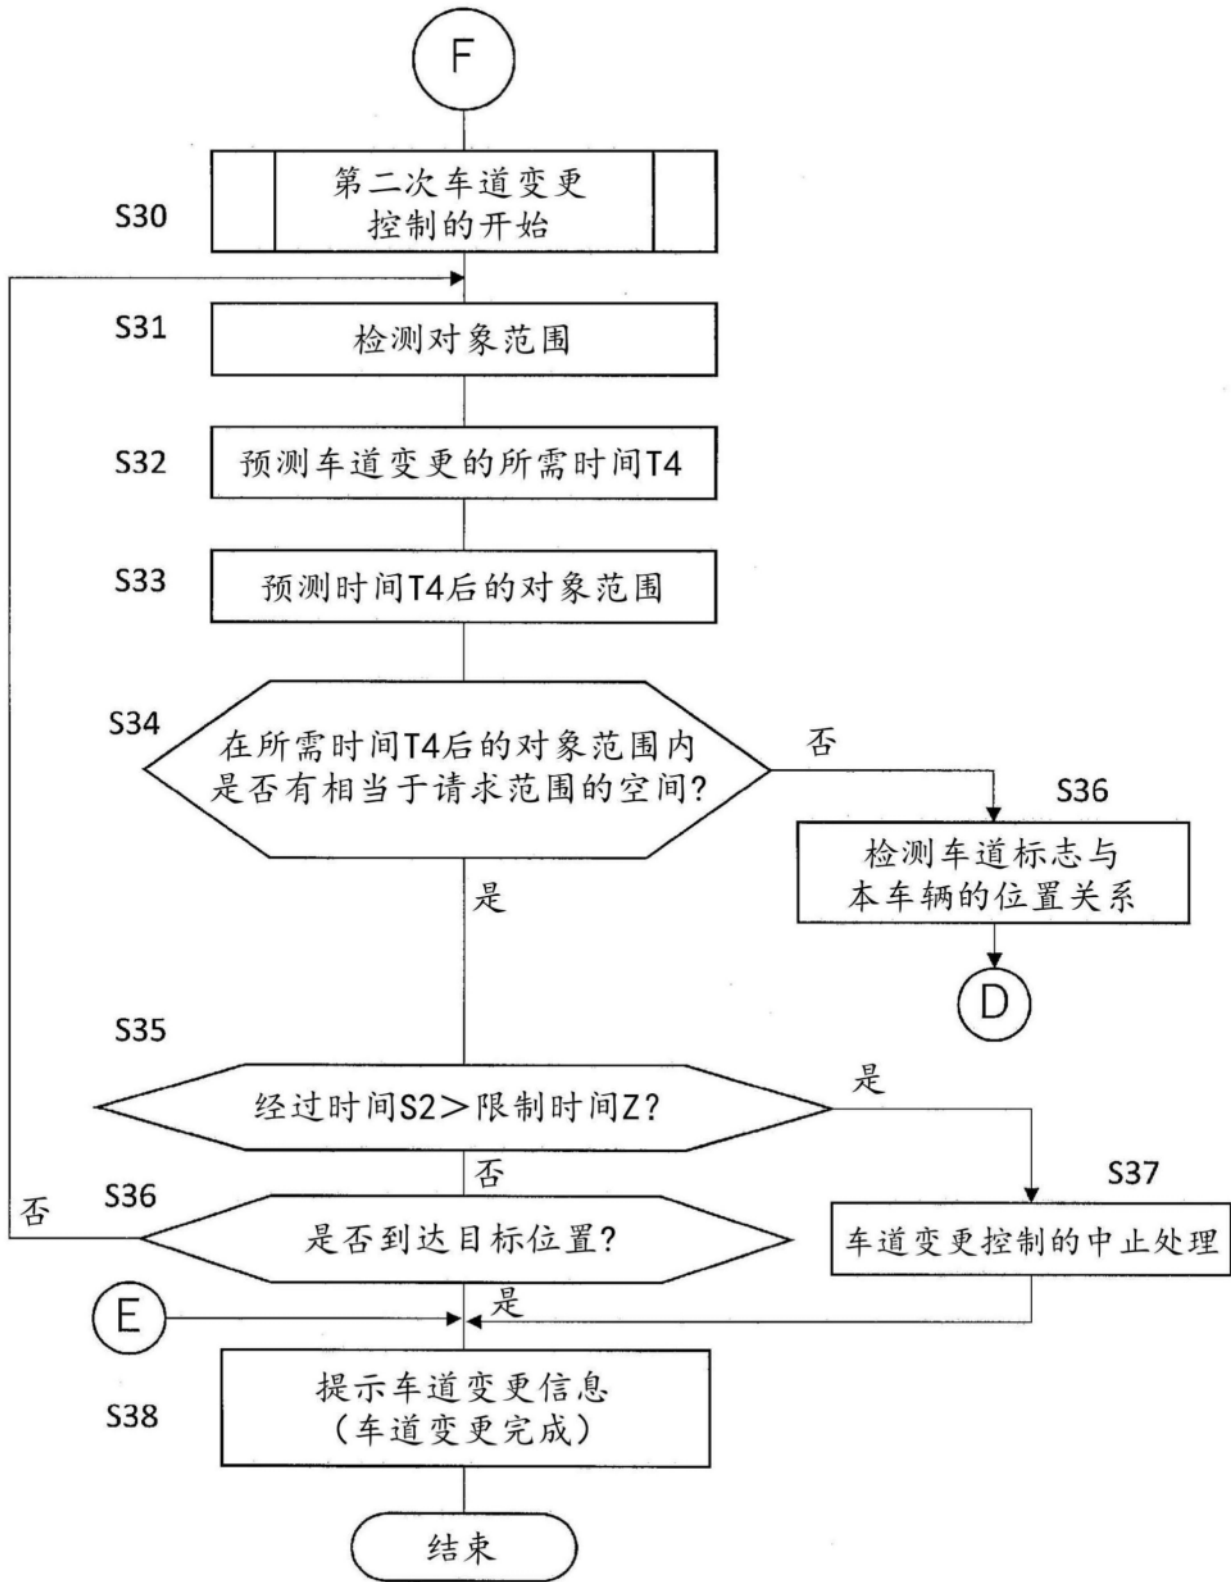 F
S30
第二次车道变更
控制的开始
S31
检测对象范围
S32
预测车道变更的所需时间T4
S33
预测时间T4后的对象范围
S34
在所需时间T4后的对象范围内
是否有相当于请求范围的空间?
否
S36
检测车道标志与
本车辆的位置关系
D
是
S35
经过时间S2＞限制时间Z?
是
否
S37
车道变更控制的中止处理
S36
是否到达目标位置?
否
是
E
S38
提示车道变更信息
（车道变更完成）
结束